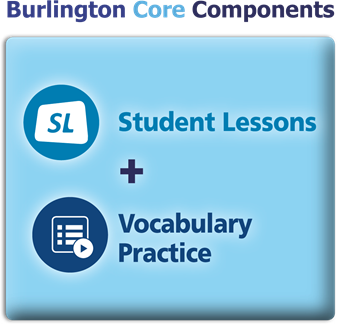 Burlington Core Components
SL
Student Lessons
+
Vocabulary
Practice